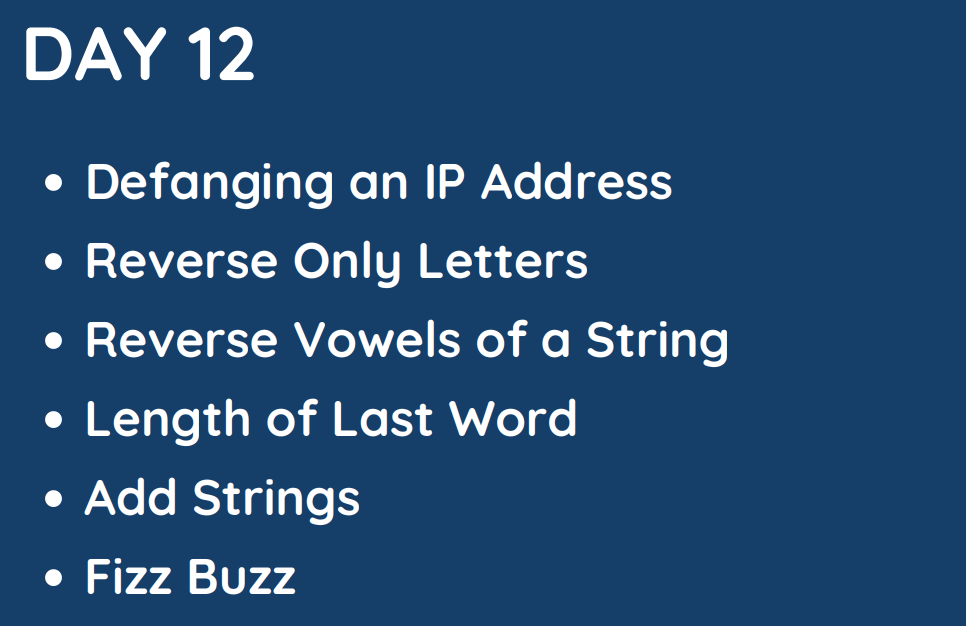 DAY 12
• Defanging an IP Address
• Reverse Only Letters
• Reverse Vowels of a String
• Length of Last Word
• Add Strings
• Fizz Buzz